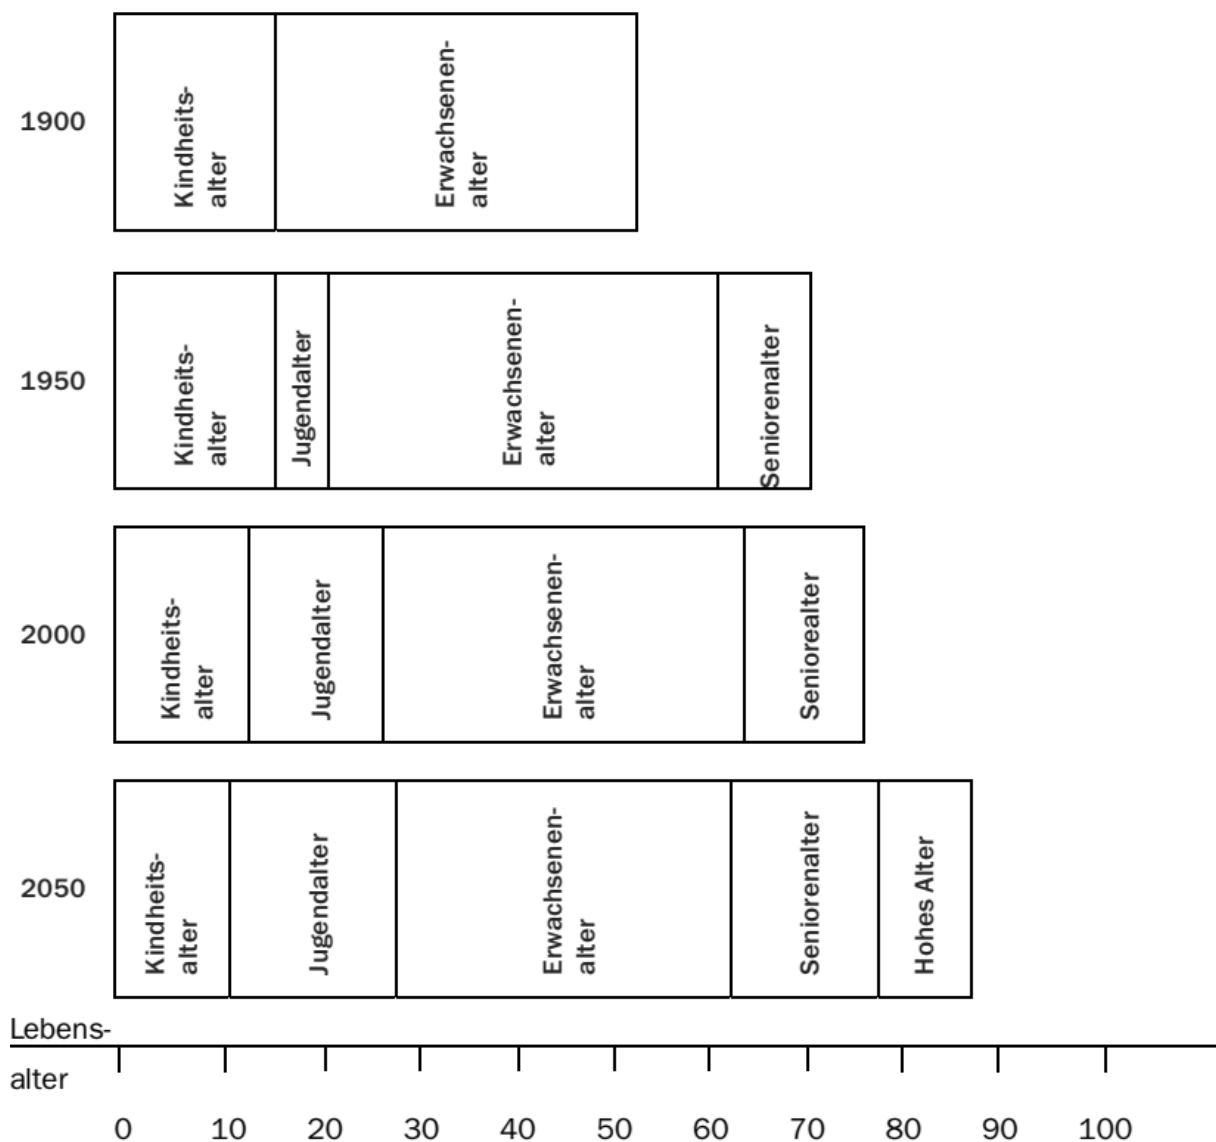 1900
Kindheits-
alter
Erwachsenen-
alter
1950
Kindheits-
alter
Jugendalter
Erwachsenen-
alter
Seniorenalter
2000
Kindheits-
alter
Jugendalter
Erwachsenen-
alter
Seniorealter
2050
Kindheits-
alter
Jugendalter
Erwachsenen-
alter
Seniorenalter
Hohes Alter
Lebens-
alter
0 10 20 30 40 50 60 70 80 90 100